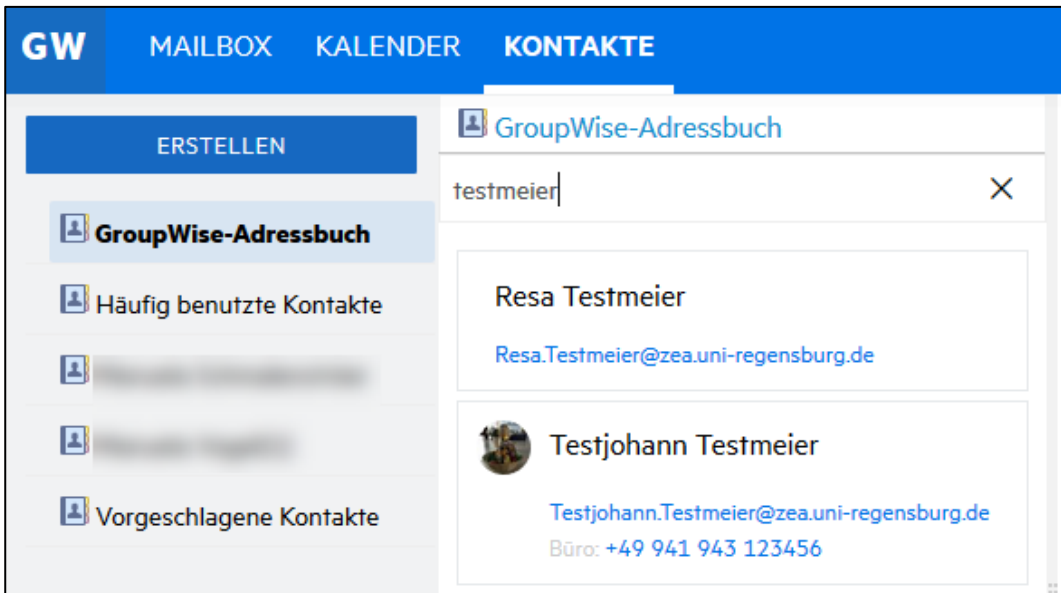 GW MAILBOX KALENDER KONTAKTE
ERSTELLEN
GroupWise-Adressbuch
Häufig benutzte Kontakte
Vorgeschlagene Kontakte
GroupWise-Adressbuch
testmeier
Resa Testmeier
Resa.Testmeier@zea.uni-regensburg.de
Testjohann Testmeier
Testjohann.Testmeier@zea.uni-regensburg.de
Büro: +49 941 943 123456